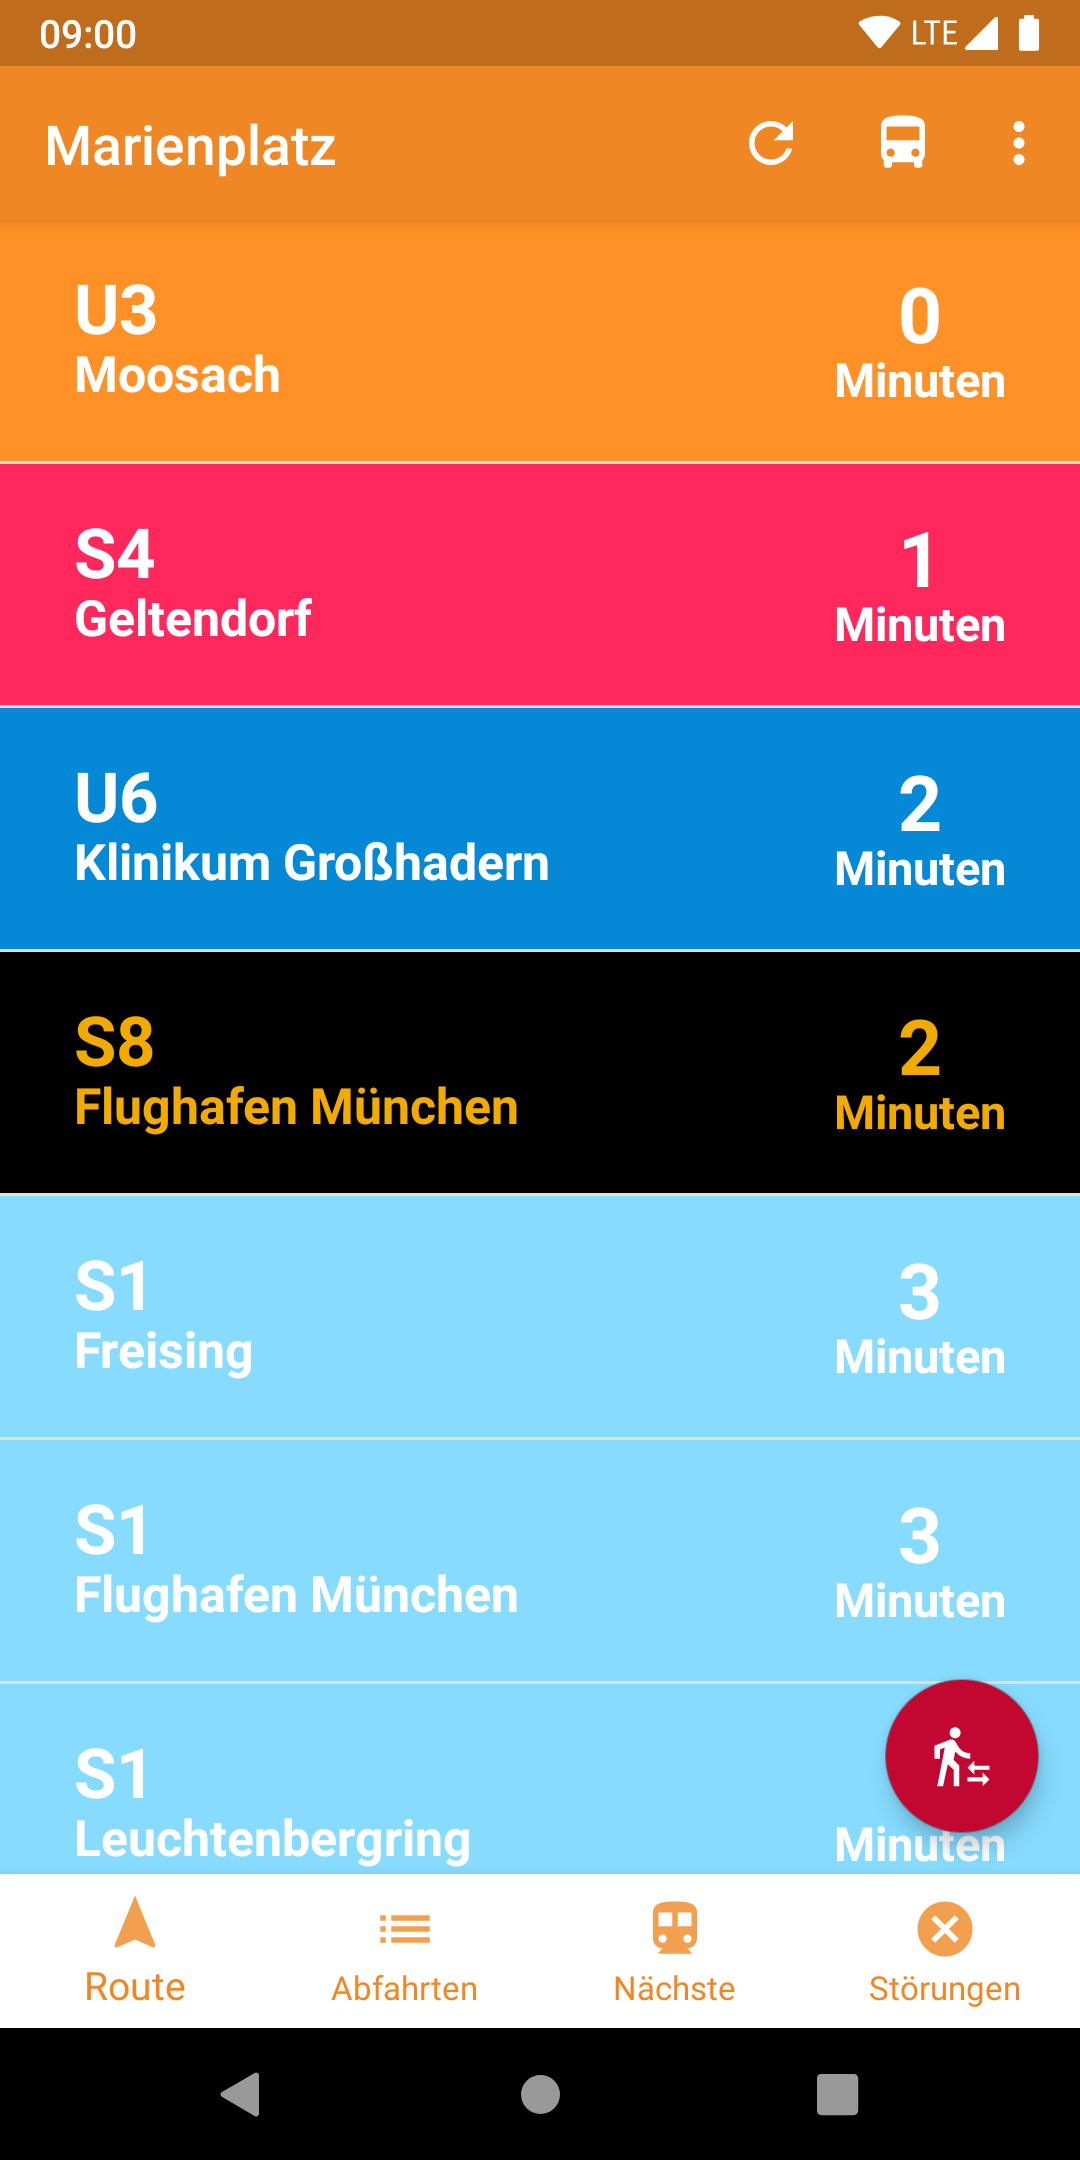 09:00
LTE
Marienplatz
U3
Moosach
0
Minuten
S4
Geltendorf
1
Minuten
U6
Klinikum Großhadern
2
Minuten
S8
Flughafen München
2
Minuten
S1
Freising
3
Minuten
S1
Flughafen München
3
Minuten
S1
Leuchtenbergring
Minuten
Route
Abfahrten
Nächste
Störungen